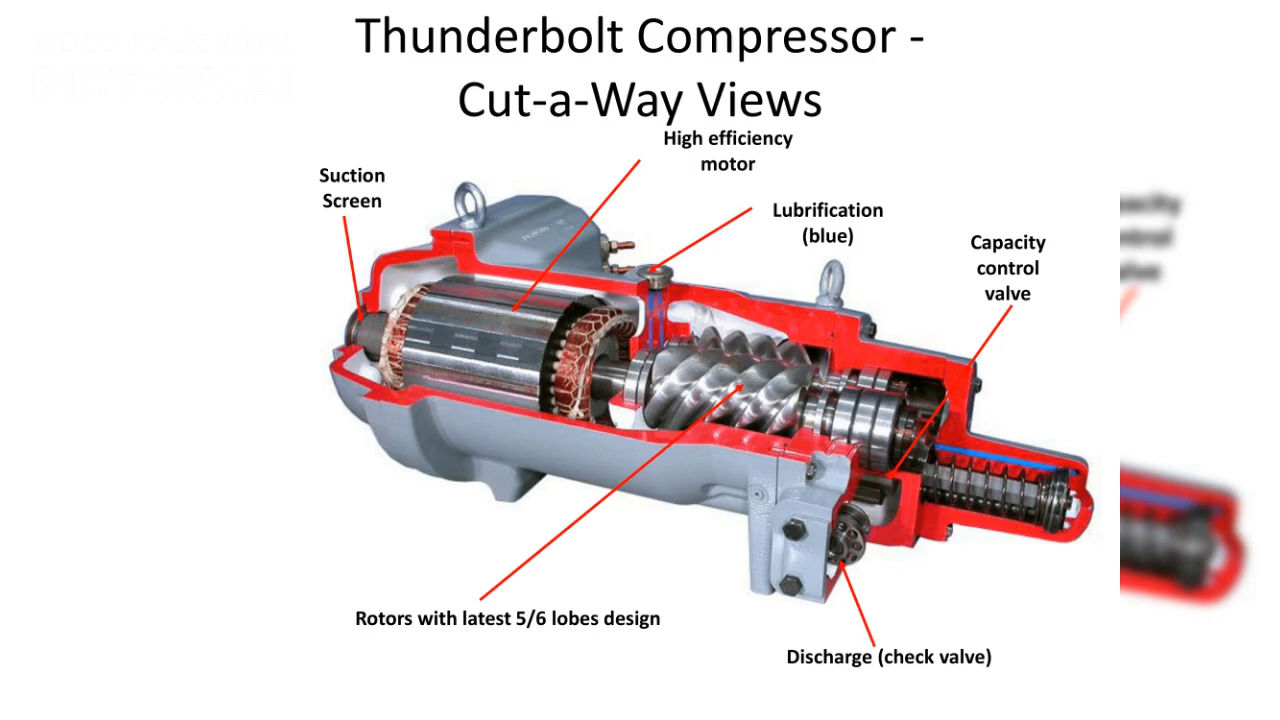 Thunderbolt Compressor -
Cut-a-Way Views
High efficiency
motor
Suction
Screen
Lubrification
(blue)
Capacity
control
valve
Rotors with latest 5/6 lobes design
Discharge (check valve)